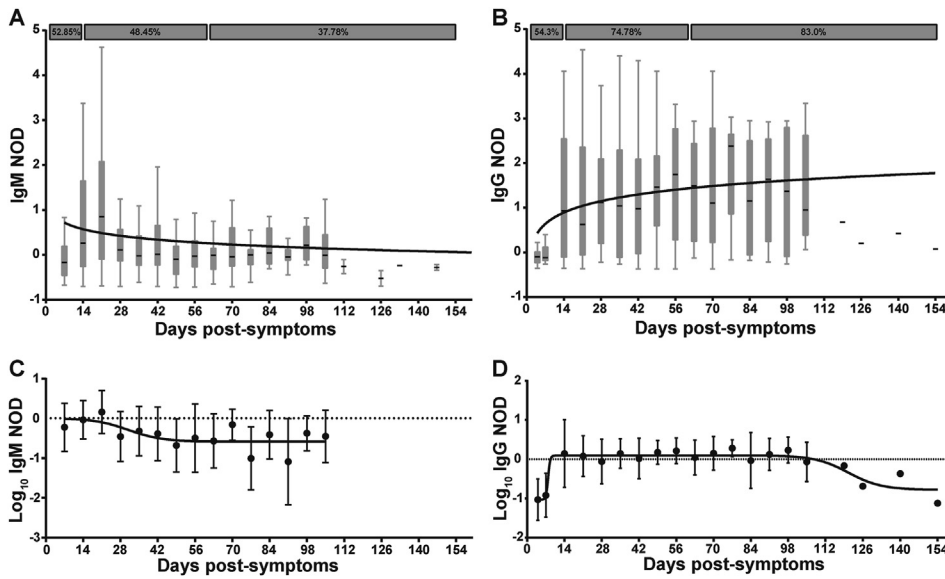 A
52.85% 48.45% 37.78%
5
4
3
2
1
0
-1
IgM NOD
0 14 28 42 56 70 84 98 112 126 140 154
Days post-symptoms
B
54.3% 74.78% 83.0%
5
4
3
2
1
0
-1
IgG NOD
0 14 28 42 56 70 84 98 112 126 140 154
Days post-symptoms
C
1
0
-1
-2
-3
Log10 IgM NOD
0 14 28 42 56 70 84 98 112 126 140 154
Days post-symptoms
D
2
1
0
-1
-2
Log10 IgG NOD
0 14 28 42 56 70 84 98 112 126 140 154
Days post-symptoms